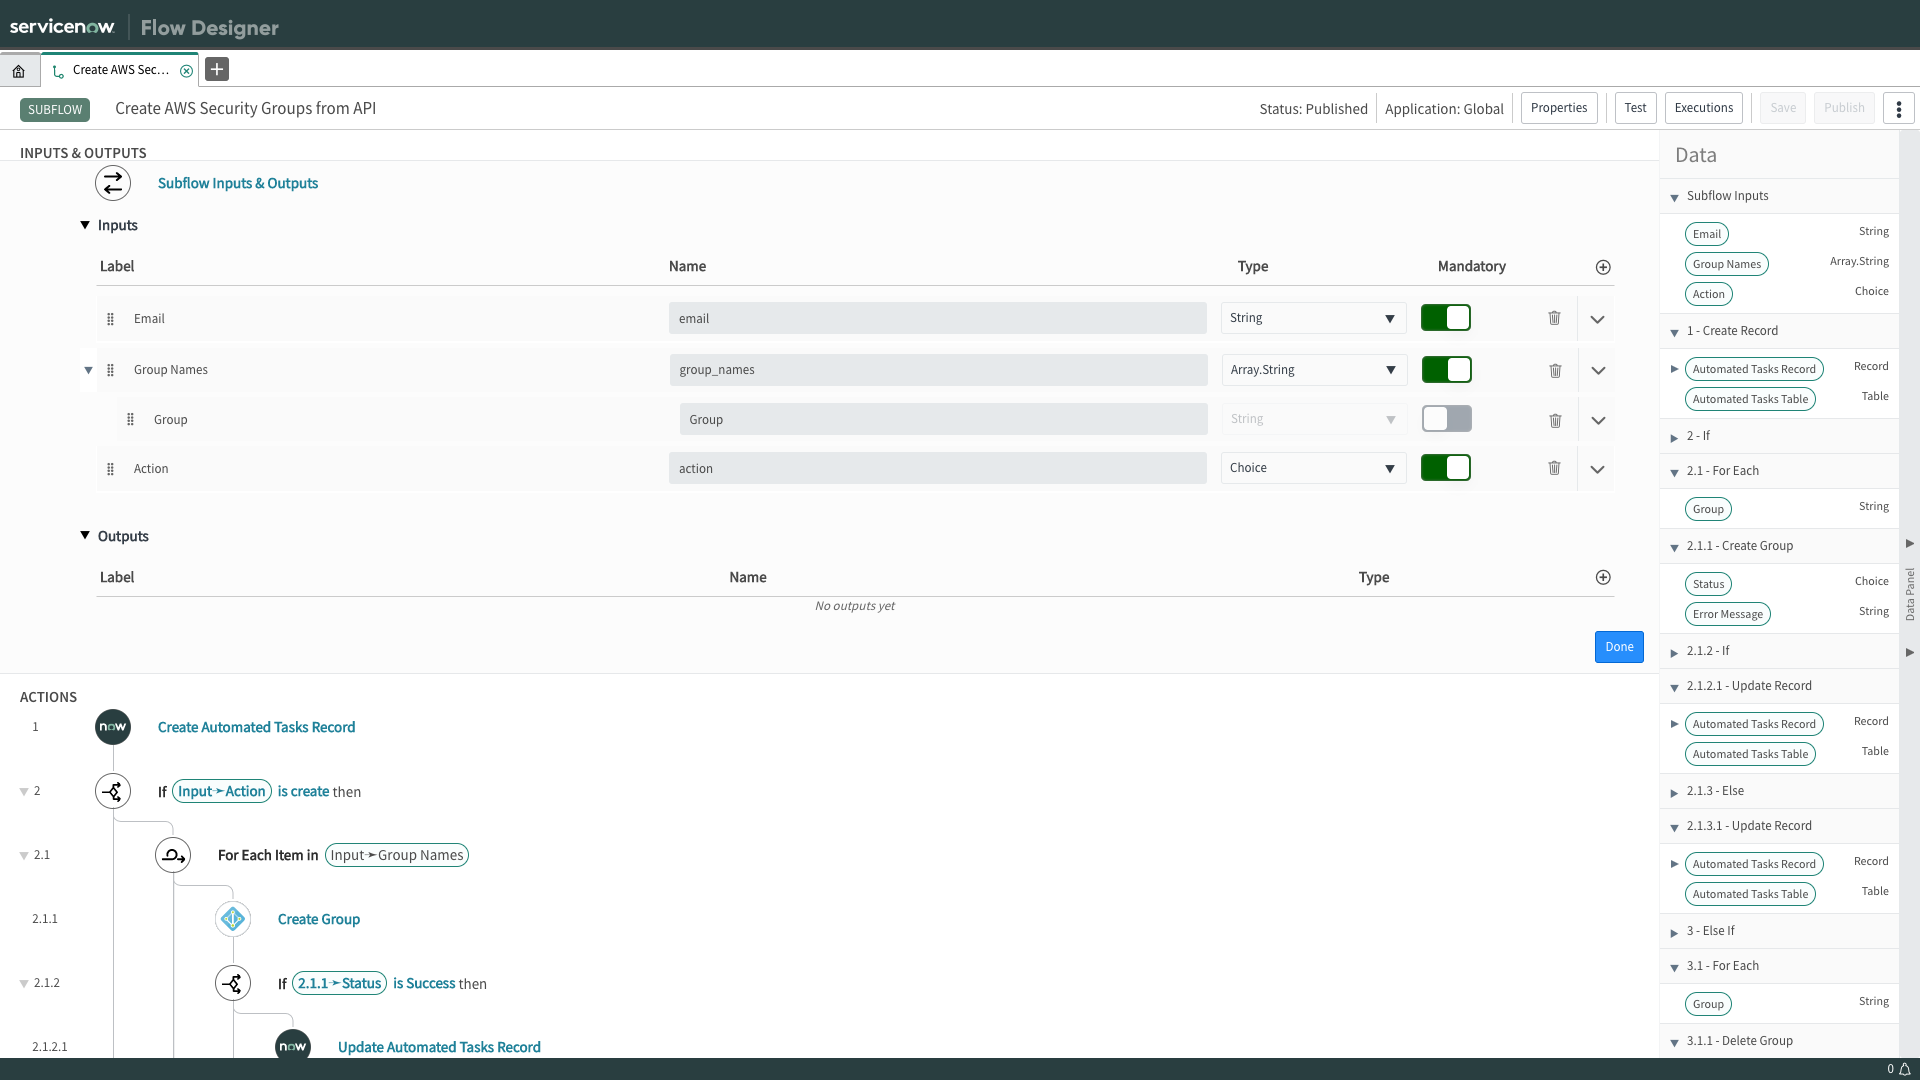 servicenow Flow Designer
Create AWS Sec...
SUBFLOW Create AWS Security Groups from API Status: Published Application: Global Properties Test Executions Save Publish
INPUTS & OUTPUTS
Subflow Inputs & Outputs
Inputs
Label Name Type Mandatory
Email email String
Group Names group_names Array.String
Group Group String
Action action Choice
Outputs
Label Name Type
No outputs yet
Done
ACTIONS
1 now Create Automated Tasks Record
2 If Input➛Action is create then
2.1 For Each Item in Input➛Group Names
2.1.1 Create Group
2.1.2 If 2.1.1➛Status is Success then
2.1.2.1 now Update Automated Tasks Record
Data
Subflow Inputs
Email String
Group Names Array.String
Action Choice
1 - Create Record
Automated Tasks Record Record
Automated Tasks Table Table
2 - If
2.1 - For Each
Group String
2.1.1 - Create Group
Status Choice
Error Message String
2.1.2 - If
2.1.2.1 - Update Record
Automated Tasks Record Record
Automated Tasks Table Table
2.1.3 - Else
2.1.3.1 - Update Record
Automated Tasks Record Record
Automated Tasks Table Table
3 - Else If
3.1 - For Each
Group String
3.1.1 - Delete Group
Data Panel
0